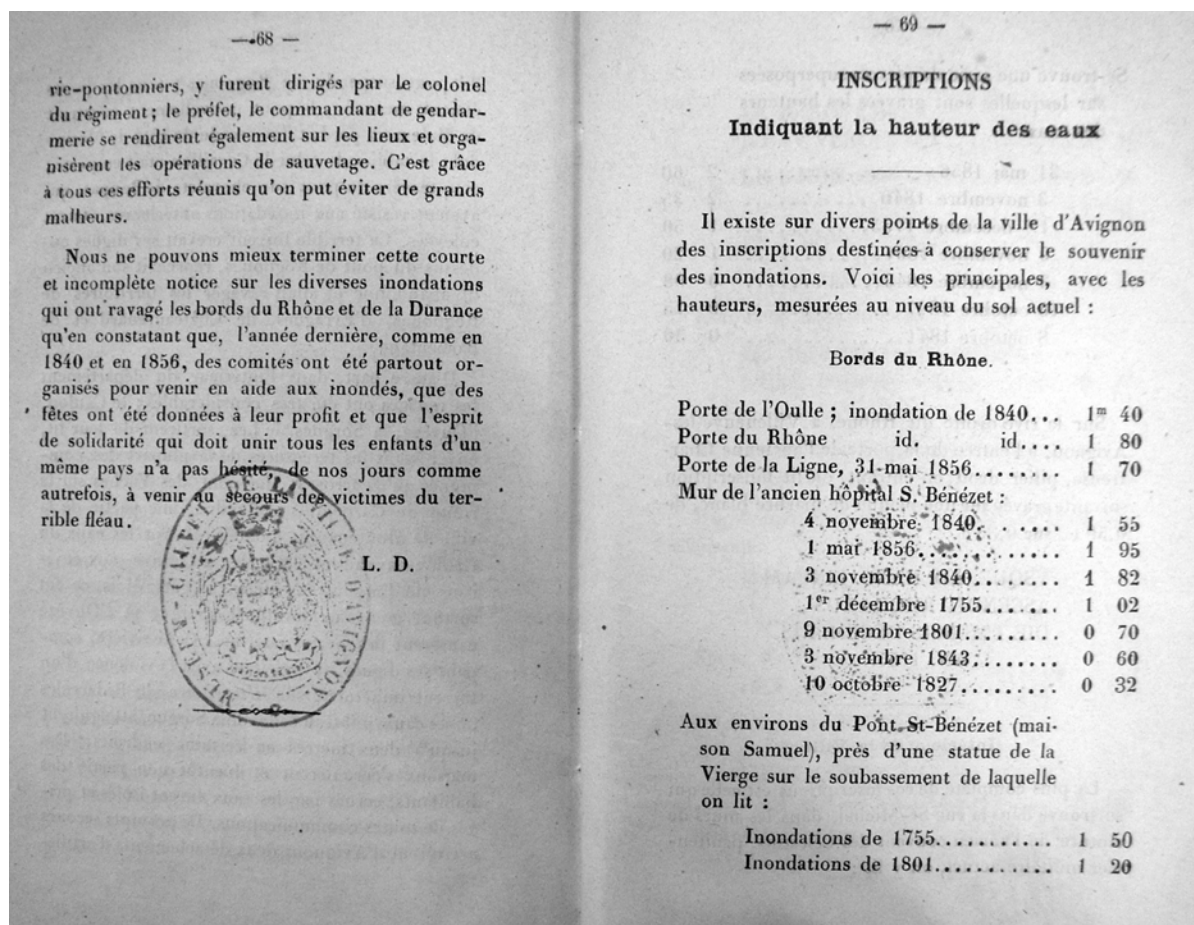 — 68 —
rie-pontonniers, y furent dirigés par le colonel
du régiment ; le préfet, le commandant de gendar-
merie se rendirent également sur les lieux et orga-
nisèrent les opérations de sauvetage. C'est grâce
à tous ces efforts réunis qu'on put éviter de grands
malheurs.
Nous ne pouvons mieux terminer cette courte
et incomplète notice sur les diverses inondations
qui ont ravagé les bords du Rhône et de la Durance
qu'en constatant que, l'année dernière, comme en
1840 et en 1856, des comités ont été partout or-
ganisés pour venir en aide aux inondés, que des
fêtes ont été données à leur profit et que l'esprit
de solidarité qui doit unir tous les enfants d'un
même pays n'a pas hésité, de nos jours comme
autrefois, à venir au secours des victimes du ter-
rible fléau.
L. D.
MUSEUM-CALVET DE LA VILLE D'AVIGNON
— 69 —
INSCRIPTIONS
Indiquant la hauteur des eaux
Il existe sur divers points de la ville d'Avignon
des inscriptions destinées à conserver le souvenir
des inondations. Voici les principales, avec les
hauteurs, mesurées au niveau du sol actuel :
Bords du Rhône.
Porte de l'Oulle ; inondation de 1840... 1m 40
Porte du Rhône id. id.... 1 80
Porte de la Ligne, 31 mai 1856........ 1 70
Mur de l'ancien hôpital S. Bénézet :
4 novembre 1840. ...... 1 55
1 mai 1856............. 1 95
3 novembre 1840........ 1 82
1er décembre 1755....... 1 02
9 novembre 1801......... 0 70
3 novembre 1843........ 0 60
10 octobre 1827......... 0 32
Aux environs du Pont St-Bénézet (mai-
son Samuel), près d'une statue de la
Vierge sur le soubassement de laquelle
on lit :
Inondations de 1755........... 1 50
Inondations de 1801........... 1 20